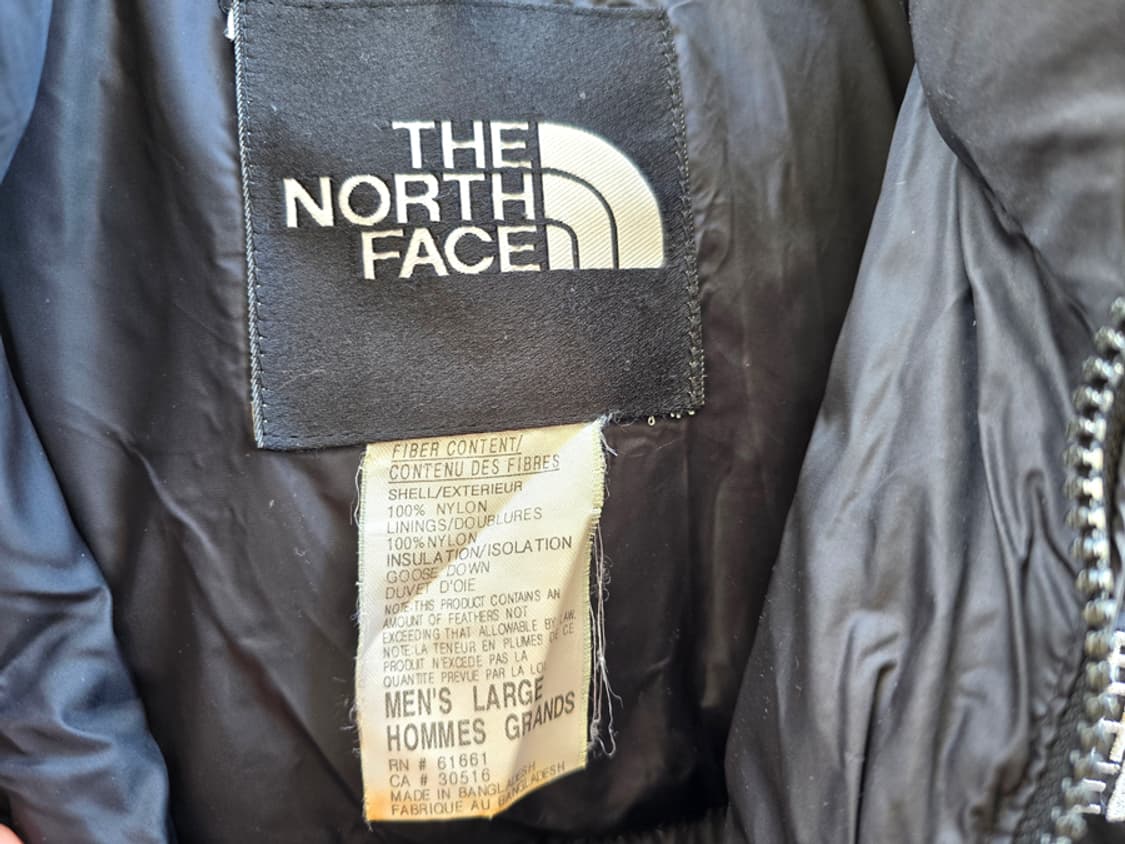 THE
NORTH
FACE
FIBER CONTENT/
CONTENU DES FIBRES
SHELL/EXTERIEUR
100% NYLON
LININGS/DOUBLURES
100% NYLON
INSULATION/ISOLATION
GOOSE DOWN
DUVET D'OIE
NOTE:THIS PRODUCT CONTAINS AN
AMOUNT OF FEATHERS NOT
EXCEEDING THAT ALLOWABLE BY LAW.
NOTE:LA TENEUR EN PLUMES DE CE
PRODUIT N'EXCEDE PAS LA
QUANTITE PREVUE PAR LA LOI
MEN'S LARGE
HOMMES GRANDS
RN # 61661
CA # 30516
MADE IN BANGLADESH
FABRIQUE AU BANGLADESH